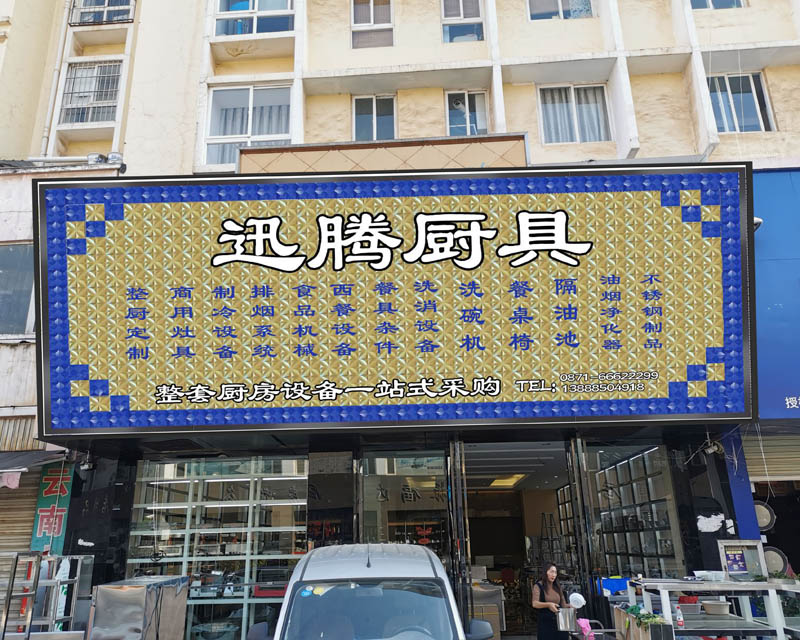 迅腾厨具
整厨定制
商用灶具
制冷设备
排烟系统
食品机械
西餐设备
餐具杂件
洗消设备
洗碗机
餐桌椅
隔油池
油烟净化器
不锈钢制品
整套厨房设备一站式采购
TEL: 0871-66622299
13888504918
云南
授